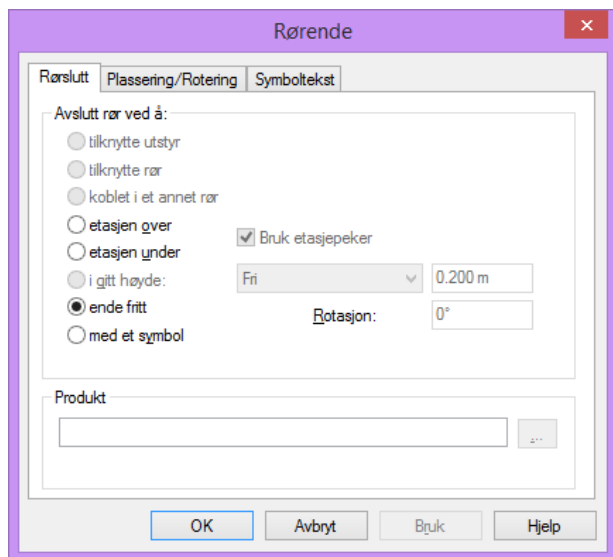 Rørende
Rørslutt Plassering/Rotering Symboltekst
Avslutt rør ved å:
tilknytte utstyr
tilknytte rør
koblet i et annet rør
etasjen over
Bruk etasjepeker
etasjen under
i gitt høyde: Fri 0.200 m
ende fritt Rotasjon: 0°
med et symbol
Produkt
...
OK Avbryt Bruk Hjelp